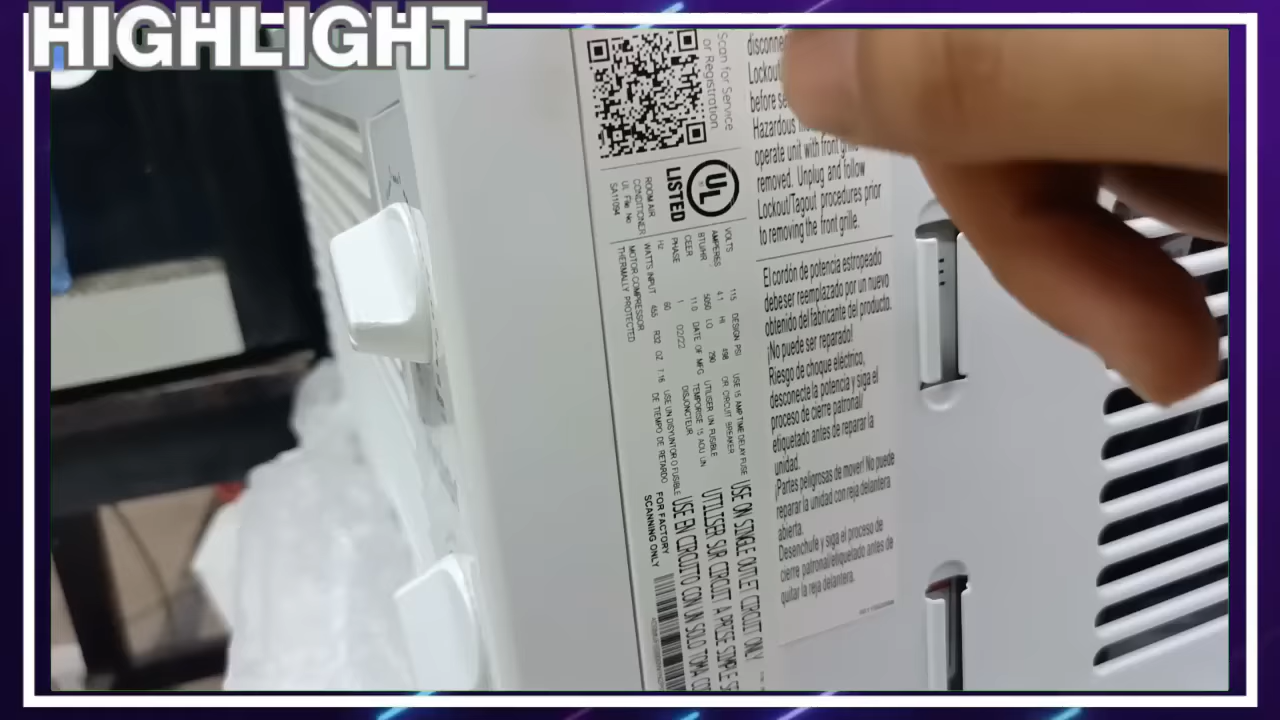 HIGHLIGHT
Scan for Service
or Registration
UL
LISTED
ROOM AIR
CONDITIONER
UL File No
SA11094
VOLTS 115 DESIGN PSI
AMPERES 4.1 HI 498
BTU/HR 5050 LO 290
CEER 11.0 DATE OF MFG
PHASE 1 02/22
Hz 60
WATTS INPUT 455 R32 OZ 7.16
MOTOR COMPRESSOR
THERMALLY PROTECTED
USE 15 AMP TIME DELAY FUSE
OR CIRCUIT BREAKER
UTILISER UN FUSIBLE
TEMPORISE 15 AOU UN
DISJONCTEUR
USE UN DISYUNTOR O FUSIBLE
DE TIEMPO DE RETARDO
USE ON SINGLE OUTLET CIRCUIT ONLY
UTILISER SUR CIRCUIT A PRISE SIMPLE
USE EN CIRCUITO CON UN SOLO TOMA
FOR FACTORY
SCANNING ONLY
Lockout
before
Hazardous
operate unit with front
removed. Unplug and follow
Lockout/Tagout procedures prior
to removing the front grille.
El cordón de potencia estropeado
debe ser reemplazado por un nuevo
obtenido del fabricante del producto.
¡No puede ser reparado!
Riesgo de choque eléctrico,
desconecte la potencia y siga el
proceso de cierre patronal/
etiquetado antes de reparar la
unidad.
¡Partes peligrosas de mover! No puede
reparar la unidad con reja delantera
abierta.
Desenchufe y siga el proceso de
cierre patronal/etiquetado antes de
quitar la reja delantera.